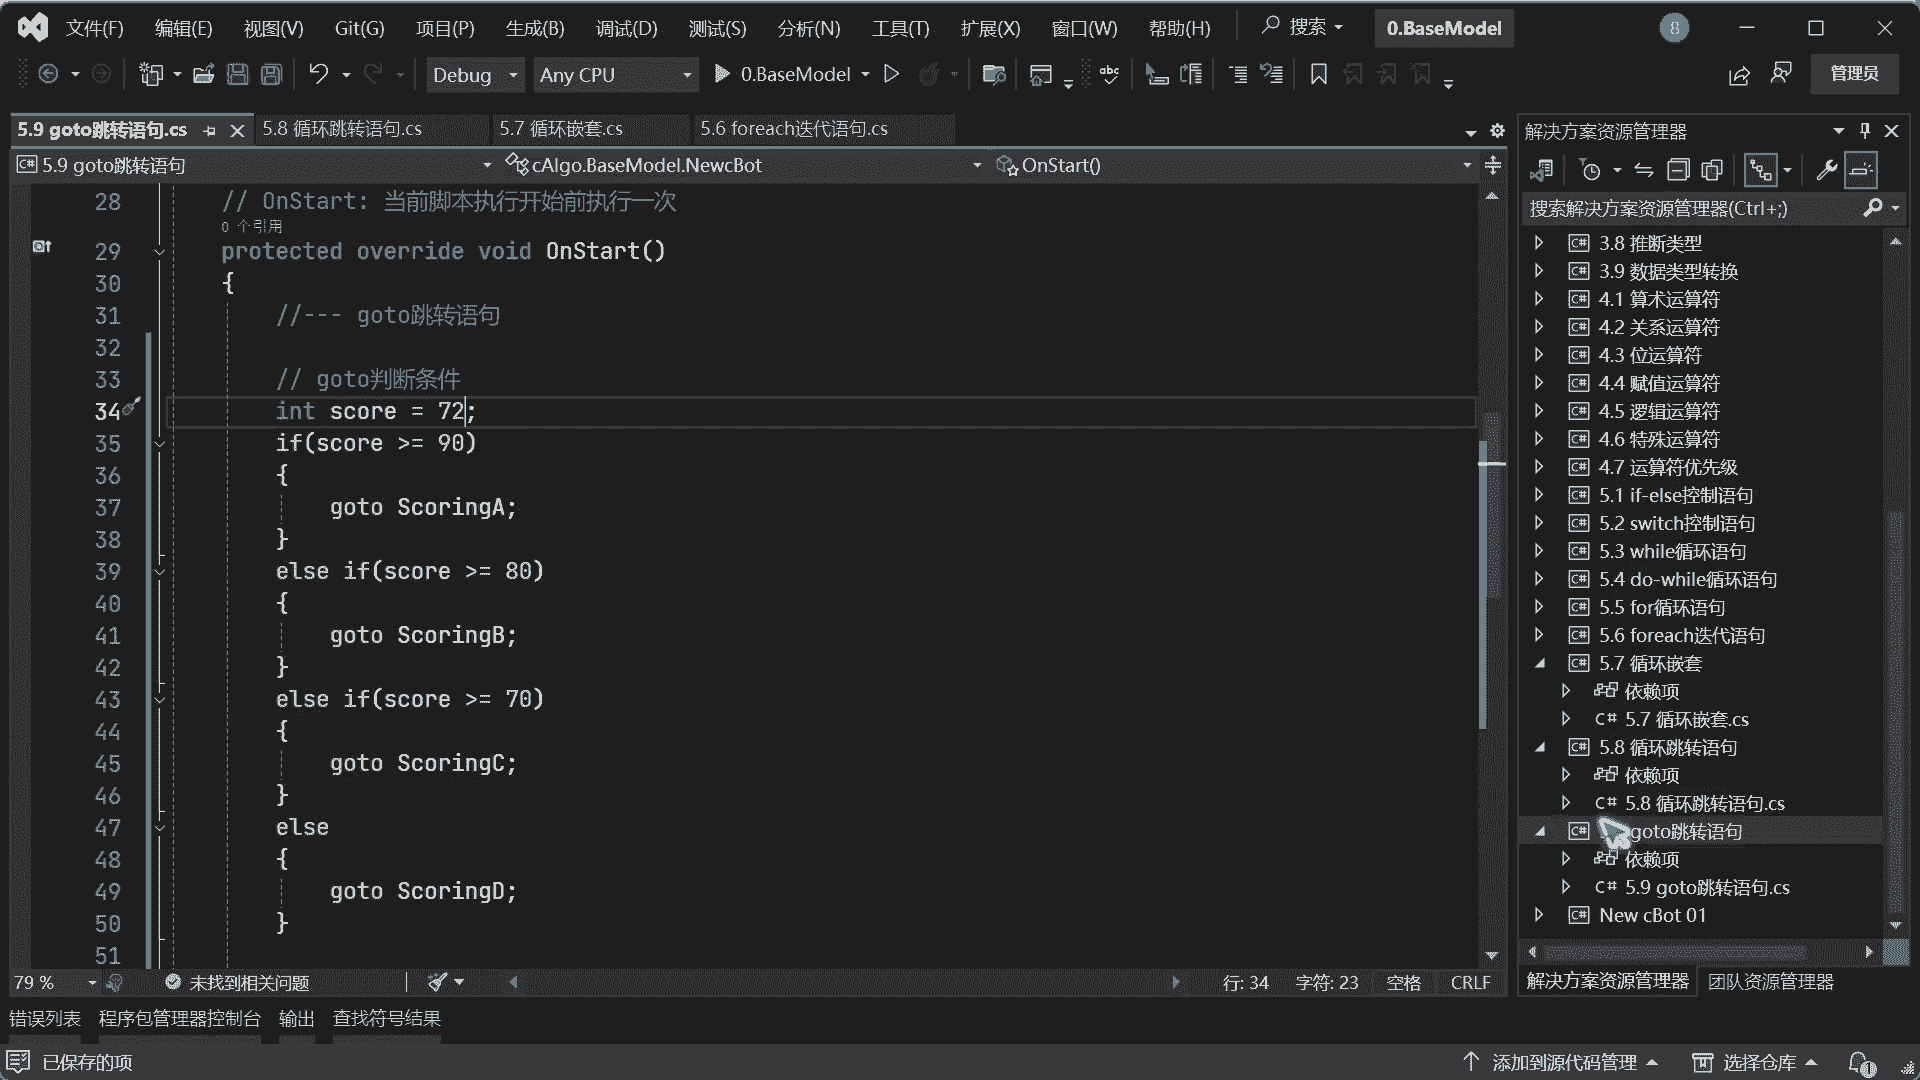 文件(F) 编辑(E) 视图(V) Git(G) 项目(P) 生成(B) 调试(D) 测试(S) 分析(N) 工具(T) 扩展(X) 窗口(W) 帮助(H) 搜索 0.BaseModel 8
Debug Any CPU 0.BaseModel abc 管理员
5.9 goto跳转语句.cs 5.8 循环跳转语句.cs 5.7 循环嵌套.cs 5.6 foreach迭代语句.cs
C# 5.9 goto跳转语句 cAlgo.BaseModel.NewcBot OnStart()
28 // OnStart: 当前脚本执行开始前执行一次
0 个引用
29 protected override void OnStart()
30 {
31 //--- goto跳转语句
32
33 // goto判断条件
34 int score = 72;
35 if(score >= 90)
36 {
37 goto ScoringA;
38 }
39 else if(score >= 80)
40 {
41 goto ScoringB;
42 }
43 else if(score >= 70)
44 {
45 goto ScoringC;
46 }
47 else
48 {
49 goto ScoringD;
50 }
51
79 % 未找到相关问题 行: 34 字符: 23 空格 CRLF
解决方案资源管理器
搜索解决方案资源管理器(Ctrl+;)
C# 3.8 推断类型
C# 3.9 数据类型转换
C# 4.1 算术运算符
C# 4.2 关系运算符
C# 4.3 位运算符
C# 4.4 赋值运算符
C# 4.5 逻辑运算符
C# 4.6 特殊运算符
C# 4.7 运算符优先级
C# 5.1 if-else控制语句
C# 5.2 switch控制语句
C# 5.3 while循环语句
C# 5.4 do-while循环语句
C# 5.5 for循环语句
C# 5.6 foreach迭代语句
C# 5.7 循环嵌套
依赖项
C# 5.7 循环嵌套.cs
C# 5.8 循环跳转语句
依赖项
C# 5.8 循环跳转语句.cs
C# goto跳转语句
依赖项
C# 5.9 goto跳转语句.cs
C# New cBot 01
解决方案资源管理器 团队资源管理器
错误列表 程序包管理器控制台 输出 查找符号结果
已保存的项 添加到源代码管理 选择仓库 1